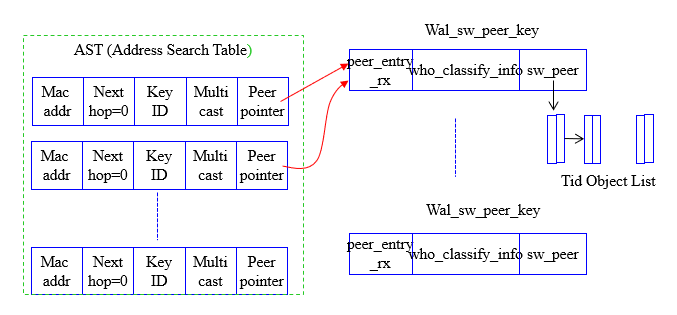 AST (Address Search Table)
Wal_sw_peer_key
Mac addr Next hop=0 Key ID Multi cast Peer pointer
peer_entry_rx who_classify_info sw_peer
Mac addr Next hop=0 Key ID Multi cast Peer pointer
Tid Object List
Wal_sw_peer_key
Mac addr Next hop=0 Key ID Multi cast Peer pointer
peer_entry_rx who_classify_info sw_peer